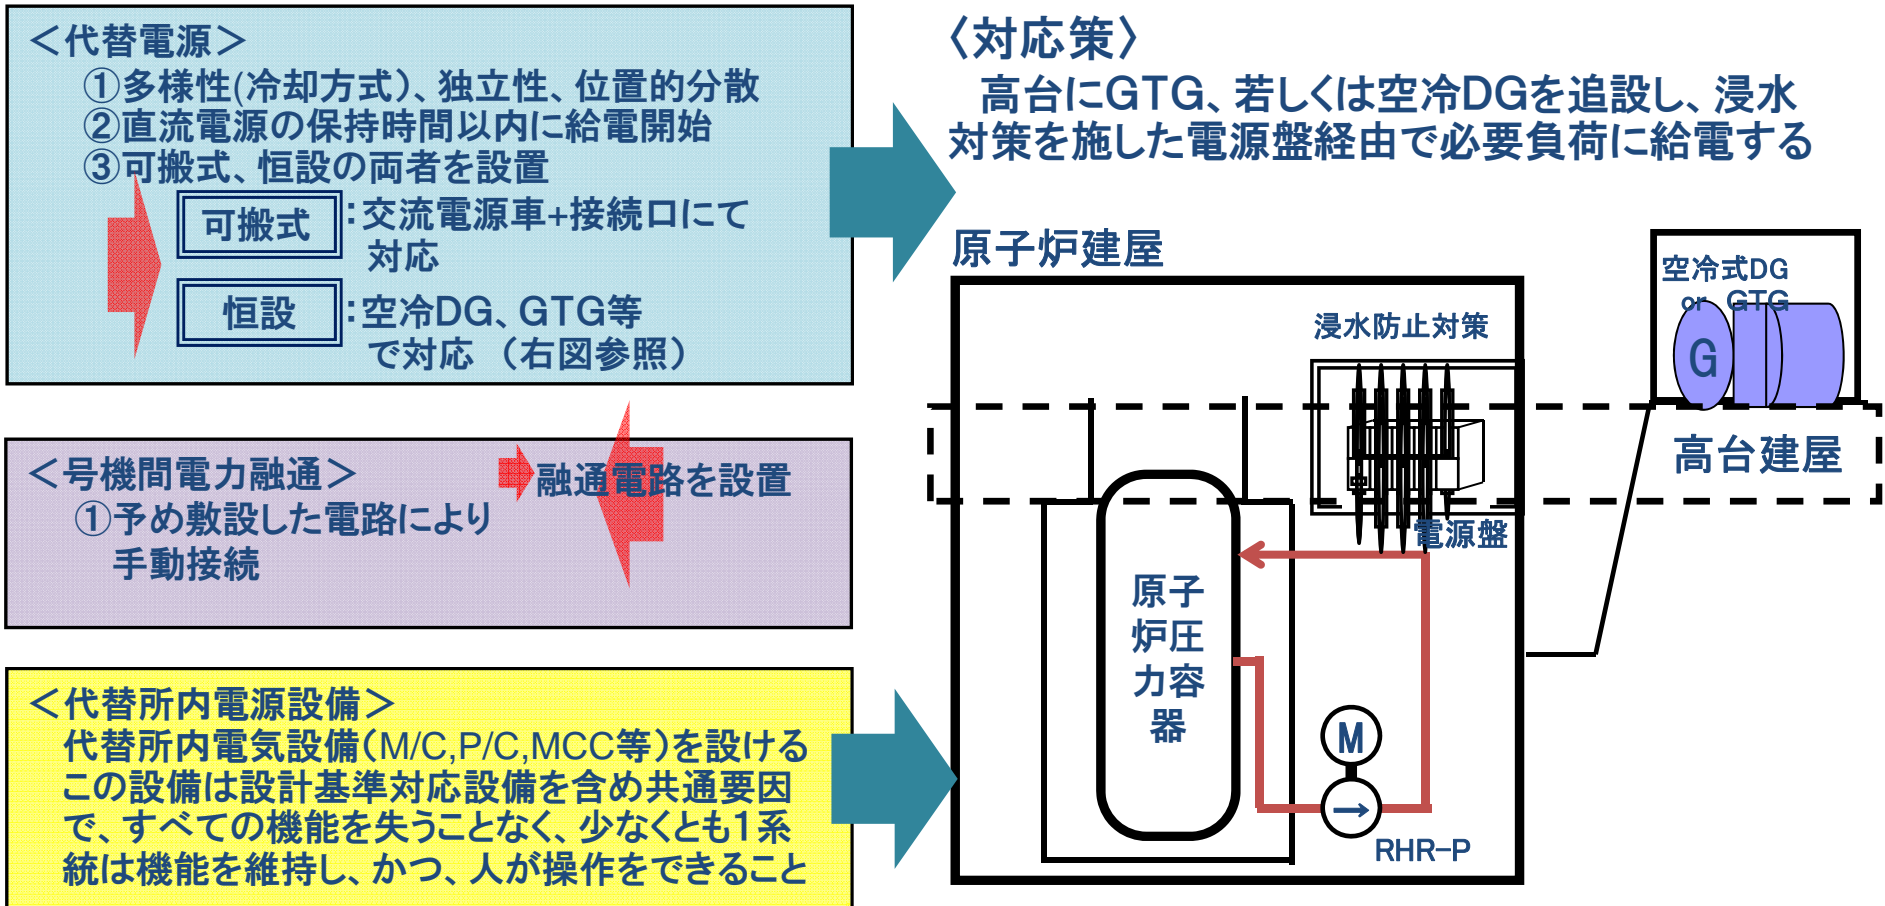 ＜代替電源＞
①多様性(冷却方式)、独立性、位置的分散
②直流電源の保持時間以内に給電開始
③可搬式、恒設の両者を設置
可搬式：交流電源車+接続口にて
対応
恒設：空冷DG、GTG等
で対応 （右図参照）
＜号機間電力融通＞
融通電路を設置
①予め敷設した電路により
手動接続
＜代替所内電源設備＞
代替所内電気設備(M/C,P/C,MCC等)を設ける
この設備は設計基準対応設備を含め共通要因
で、すべての機能を失うことなく、少なくとも1系
統は機能を維持し、かつ、人が操作をできること
〈対応策〉
高台にGTG、若しくは空冷DGを追設し、浸水
対策を施した電源盤経由で必要負荷に給電する
原子炉建屋
空冷式DG
or GTG
G
浸水防止対策
高台建屋
電源盤
原子
炉圧
力容
器
M
→
RHR-P